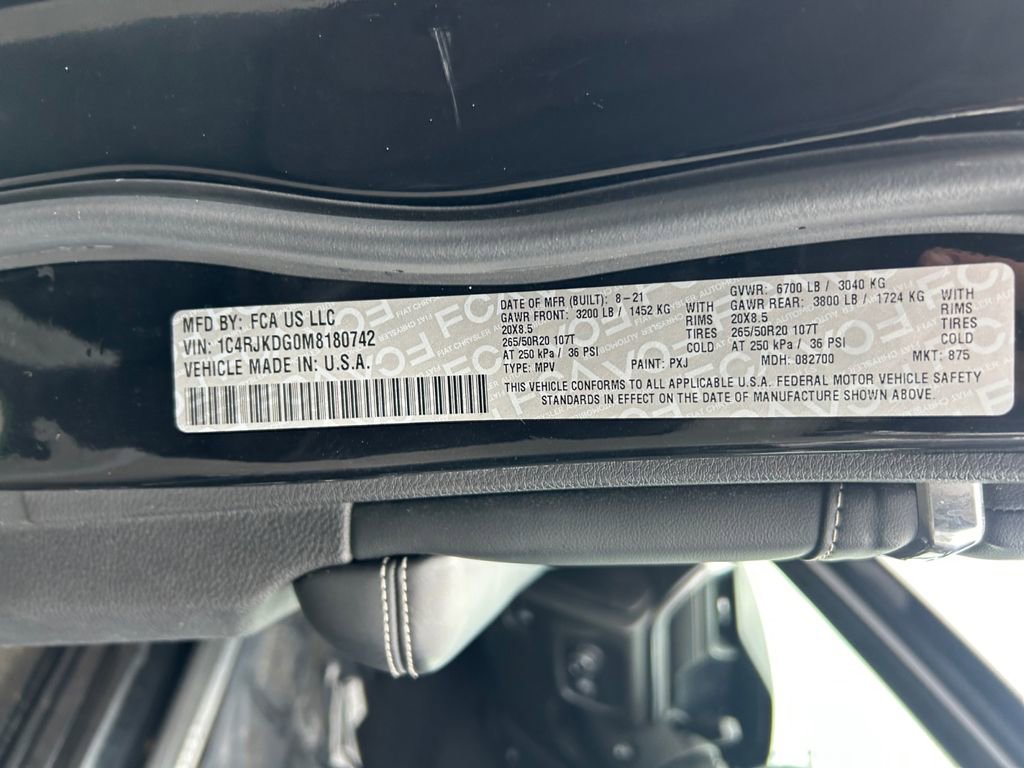 MFD BY: FCA US LLC
VIN: 1C4RJKDG0M8180742
VEHICLE MADE IN: U.S.A.
DATE OF MFR (BUILT): 8-21
GAWR FRONT: 3200 LB / 1452 KG WITH
20X8.5 RIMS
265/50R20 107T TIRES
AT 250 kPa / 36 PSI COLD
TYPE: MPV PAINT: PXJ
GVWR: 6700 LB / 3040 KG
GAWR REAR: 3800 LB / 1724 KG WITH
20X8.5 RIMS
265/50R20 107T TIRES
AT 250 kPa / 36 PSI COLD
MDH: 082700 MKT: 875
THIS VEHICLE CONFORMS TO ALL APPLICABLE U.S.A. FEDERAL MOTOR VEHICLE SAFETY
STANDARDS IN EFFECT ON THE DATE OF MANUFACTURE SHOWN ABOVE.